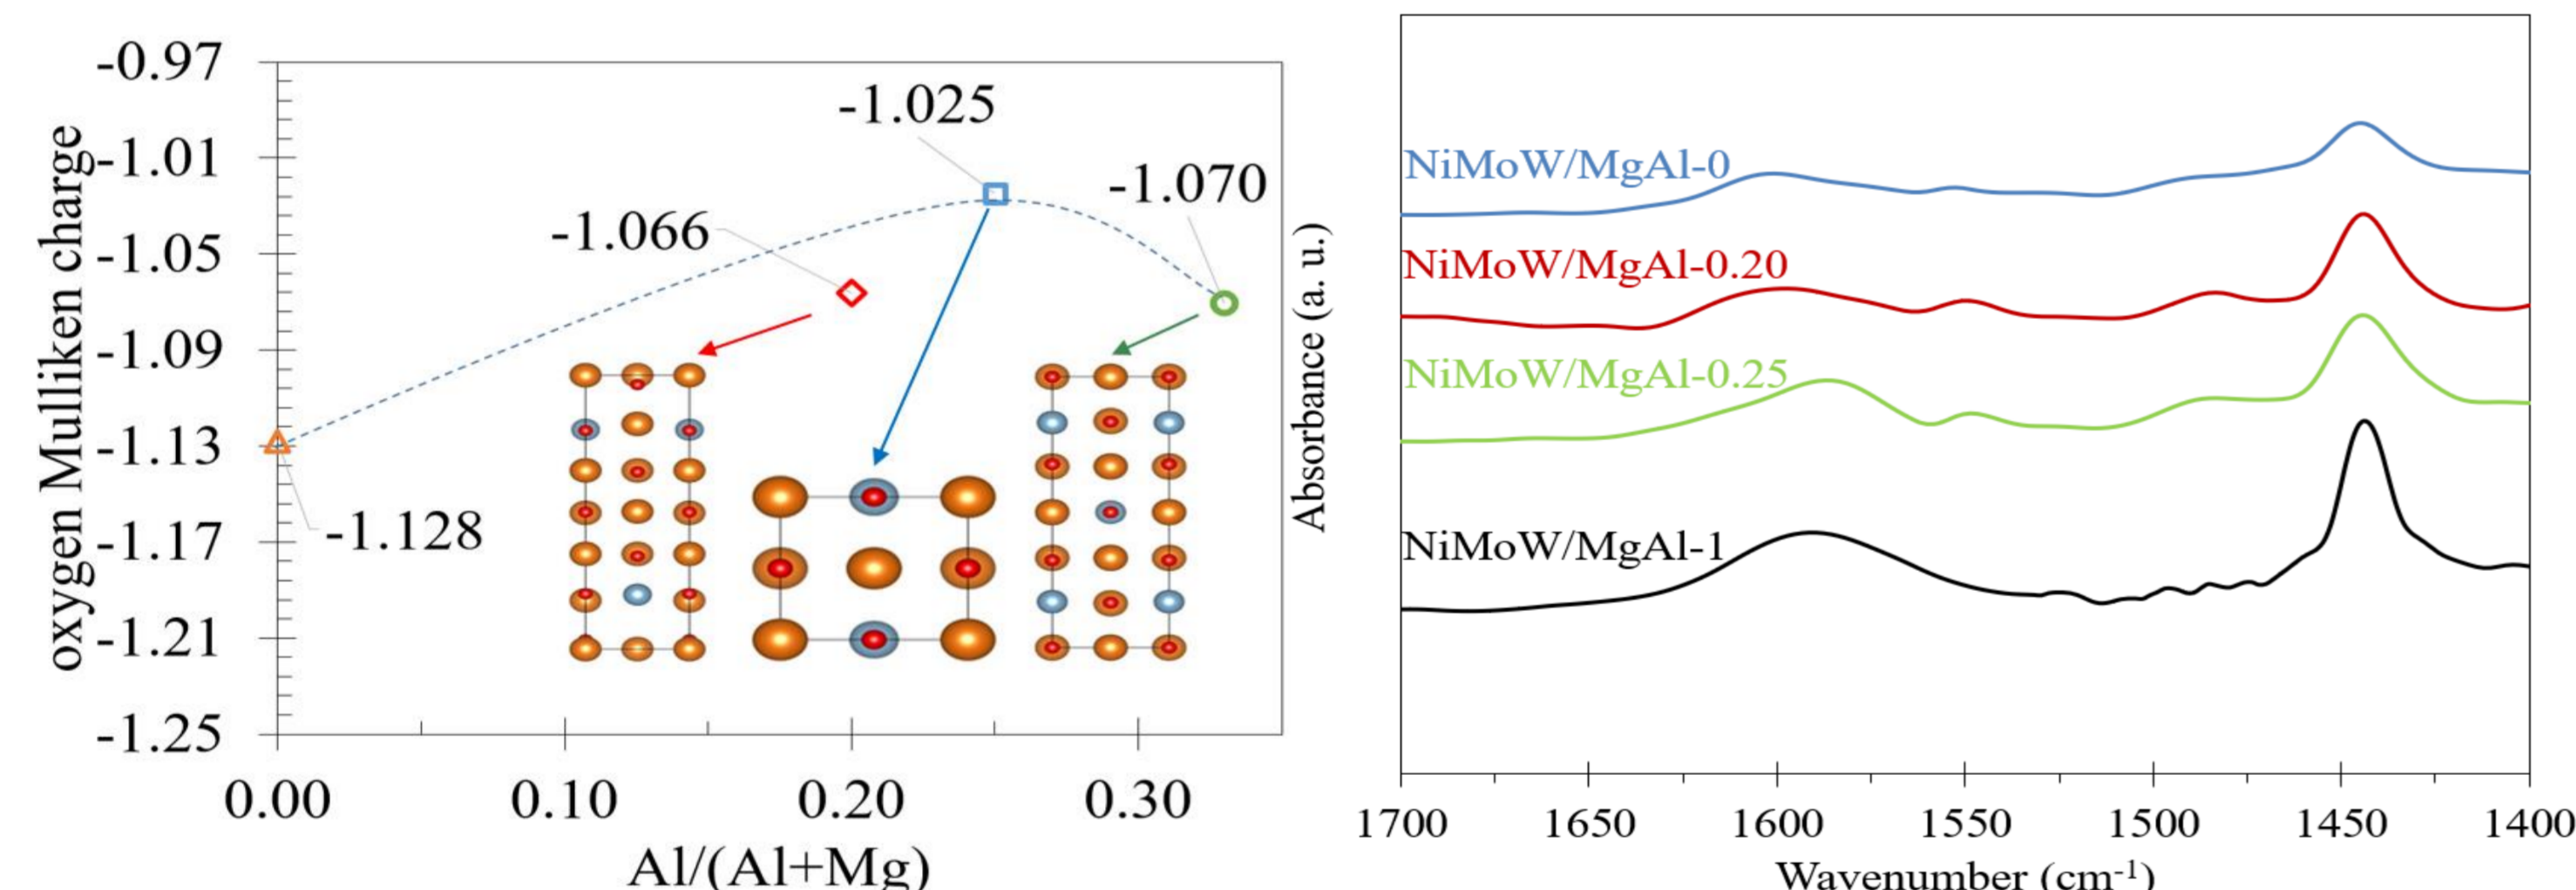 oxygen Mulliken charge
-0.97
-1.01
-1.05
-1.09
-1.13
-1.17
-1.21
-1.25
-1.025
-1.070
-1.066
-1.128
0.00 0.10 0.20 0.30
Al/(Al+Mg)
Absorbance (a. u.)
NiMoW/MgAl-0
NiMoW/MgAl-0.20
NiMoW/MgAl-0.25
NiMoW/MgAl-1
1700 1650 1600 1550 1500 1450 1400
Wavenumber (cm⁻¹)